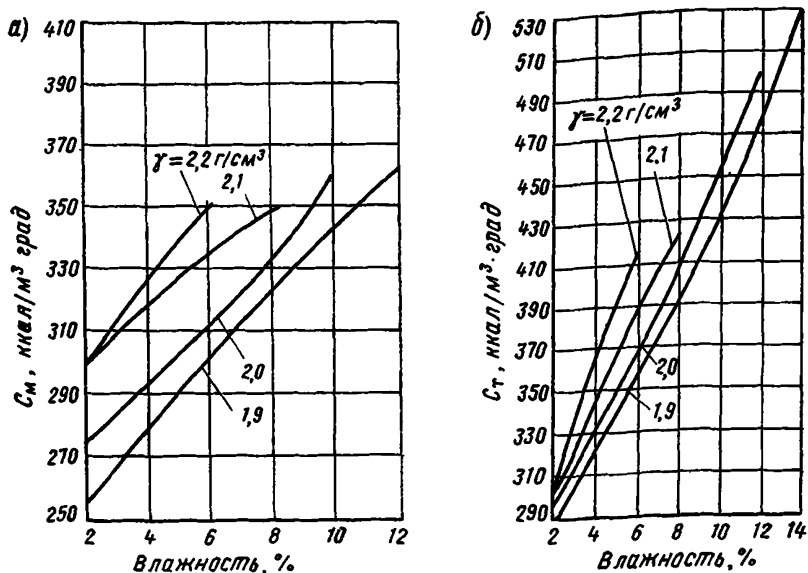 а)
410
390
370
350
330
310
290
270
250
См, ккал/м³ град
γ=2,2 г/см³
2,1
2,0
1,9
2 4 6 8 10 12
Влажность, %
б)
530
510
490
470
450
430
410
390
370
350
330
310
290
Ст, ккал/м³·град
γ=2,2 г/см³
2,1
2,0
1,9
2 4 6 8 10 12 14
Влажность, %